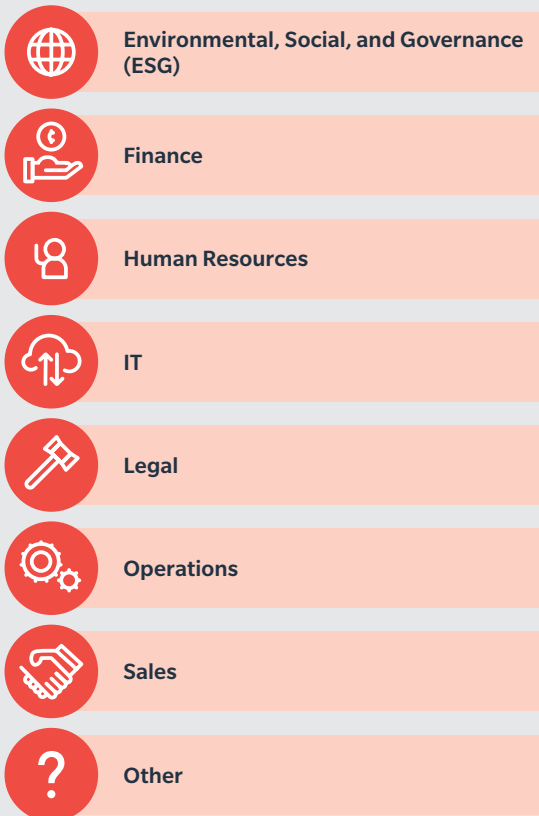 Environmental, Social, and Governance
(ESG)
Finance
Human Resources
IT
Legal
Operations
Sales
?
Other